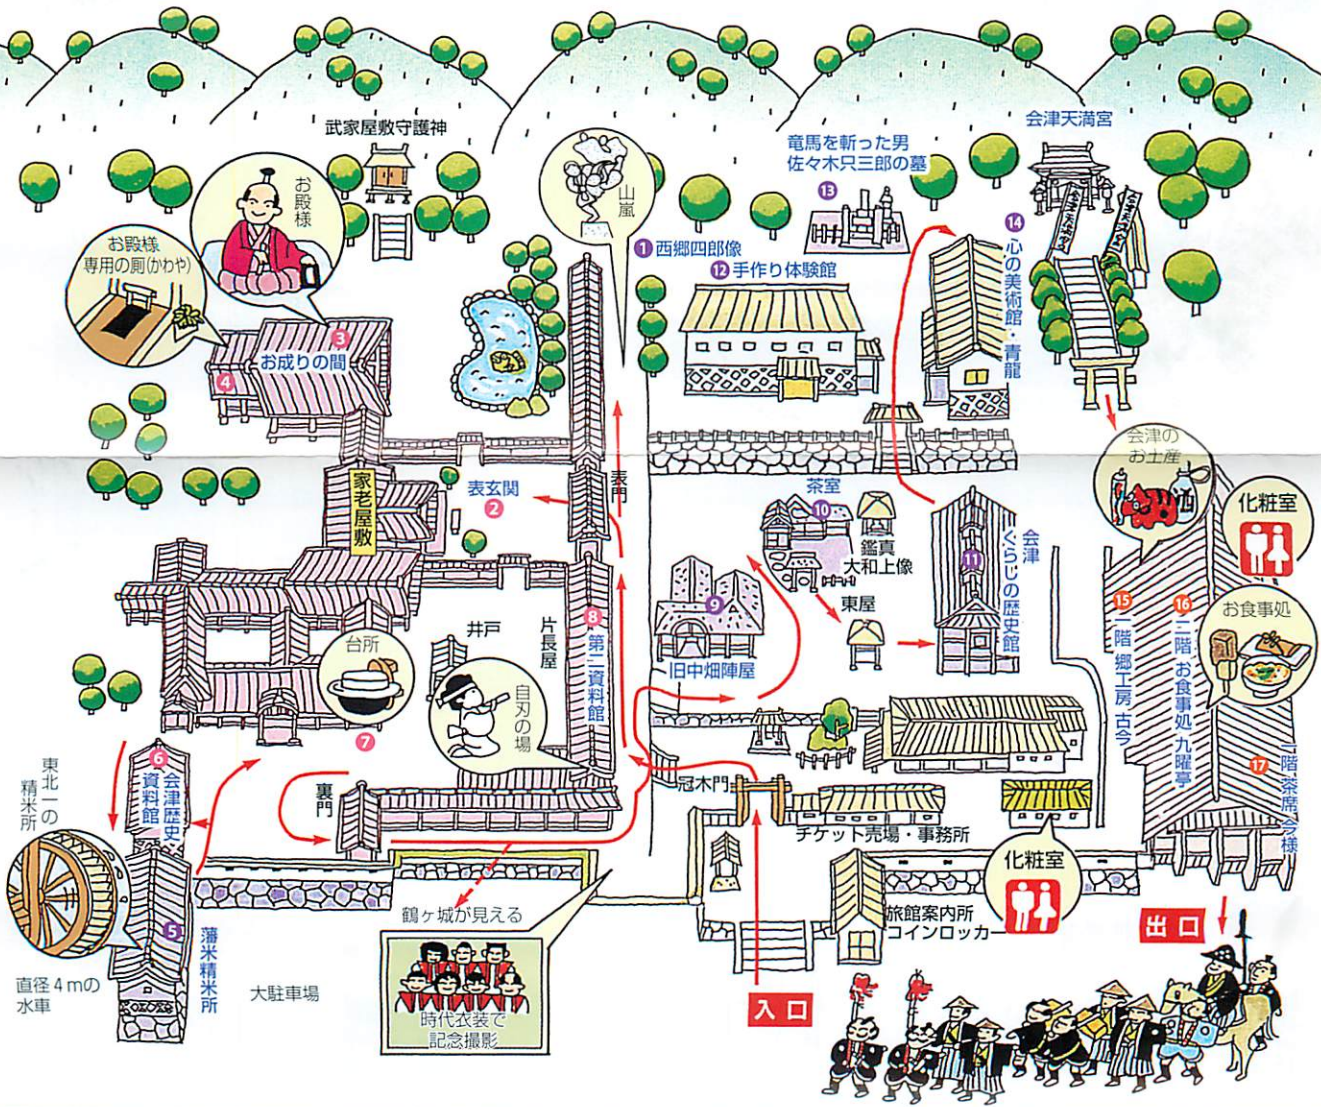 武家屋敷守護神
お殿様
お殿様
専用の厠(かわや)
山嵐
竜馬を斬った男
佐々木只三郎の墓
⑬
会津天満宮
① 西郷四郎像
⑫ 手作り体験館
⑭ 心の美術館・青龍
③
お成りの間
④
会津の
お土産
化粧室
家老屋敷
表玄関
②
表門
茶室
⑩
鑑真
大和上像
東屋
⑪
会津
くらしの歴史館
⑨
旧中畑陣屋
⑮ 一階 郷工房 古今
⑯ 二階 お食事処 九曜亭
お食事処
⑰
一階 茶席 今様
台所
⑦
井戸
片長屋
⑧ 第二資料館
自刃の場
東北一の
精米所
⑥ 会津歴史
資料館
裏門
冠木門
チケット売場・事務所
化粧室
鶴ヶ城が見える
旅館案内所
コインロッカー
⑤
藩米精米所
直径4mの
水車
大駐車場
時代衣装で
記念撮影
入口
出口